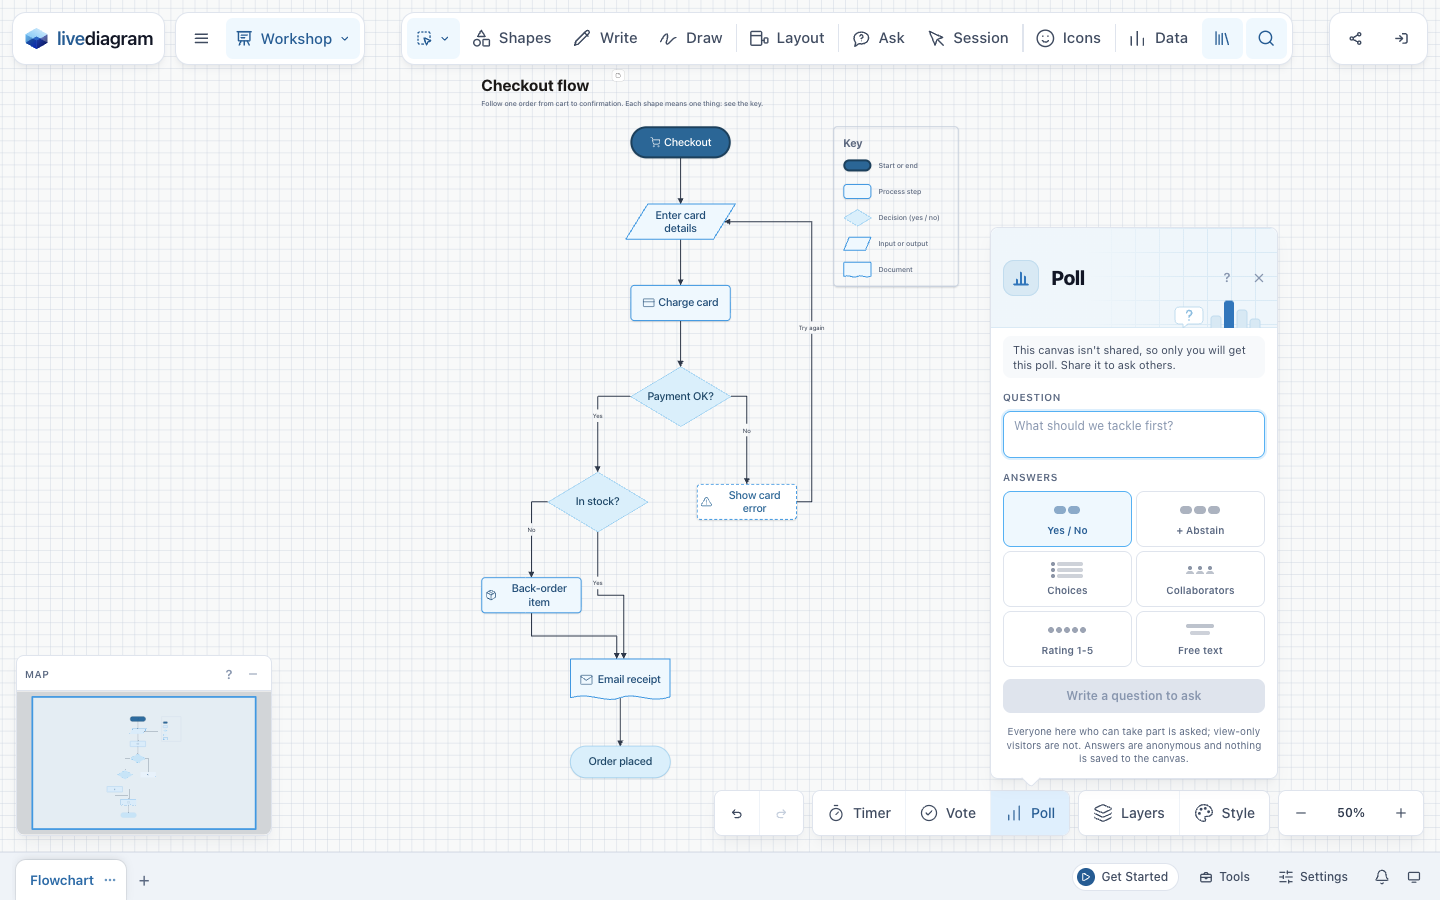 livediagram
Workshop
Shapes
Write
Draw
Layout
Ask
Session
Icons
Data
Checkout flow
Follow one order from cart to confirmation. Each shape means one thing: see the key.
Checkout
Enter card
details
Charge card
Payment OK?
Yes
No
Try again
In stock?
Show card
error
No
Yes
Back-order
item
Email receipt
Order placed
Key
Start or end
Process step
Decision (yes / no)
Input or output
Document
Poll
?
?
This canvas isn't shared, so only you will get
this poll. Share it to ask others.
QUESTION
What should we tackle first?
ANSWERS
Yes / No
+ Abstain
Choices
Collaborators
Rating 1-5
Free text
Write a question to ask
Everyone here who can take part is asked; view-only
visitors are not. Answers are anonymous and nothing
is saved to the canvas.
MAP
?
Timer
Vote
Poll
Layers
Style
50%
Flowchart
Get Started
Tools
Settings